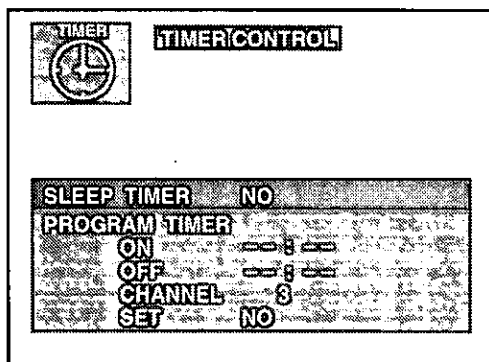 TIMER
TIMER CONTROL
SLEEP TIMER NO
PROGRAM TIMER
ON -- : --
OFF -- : --
CHANNEL 3
SET NO